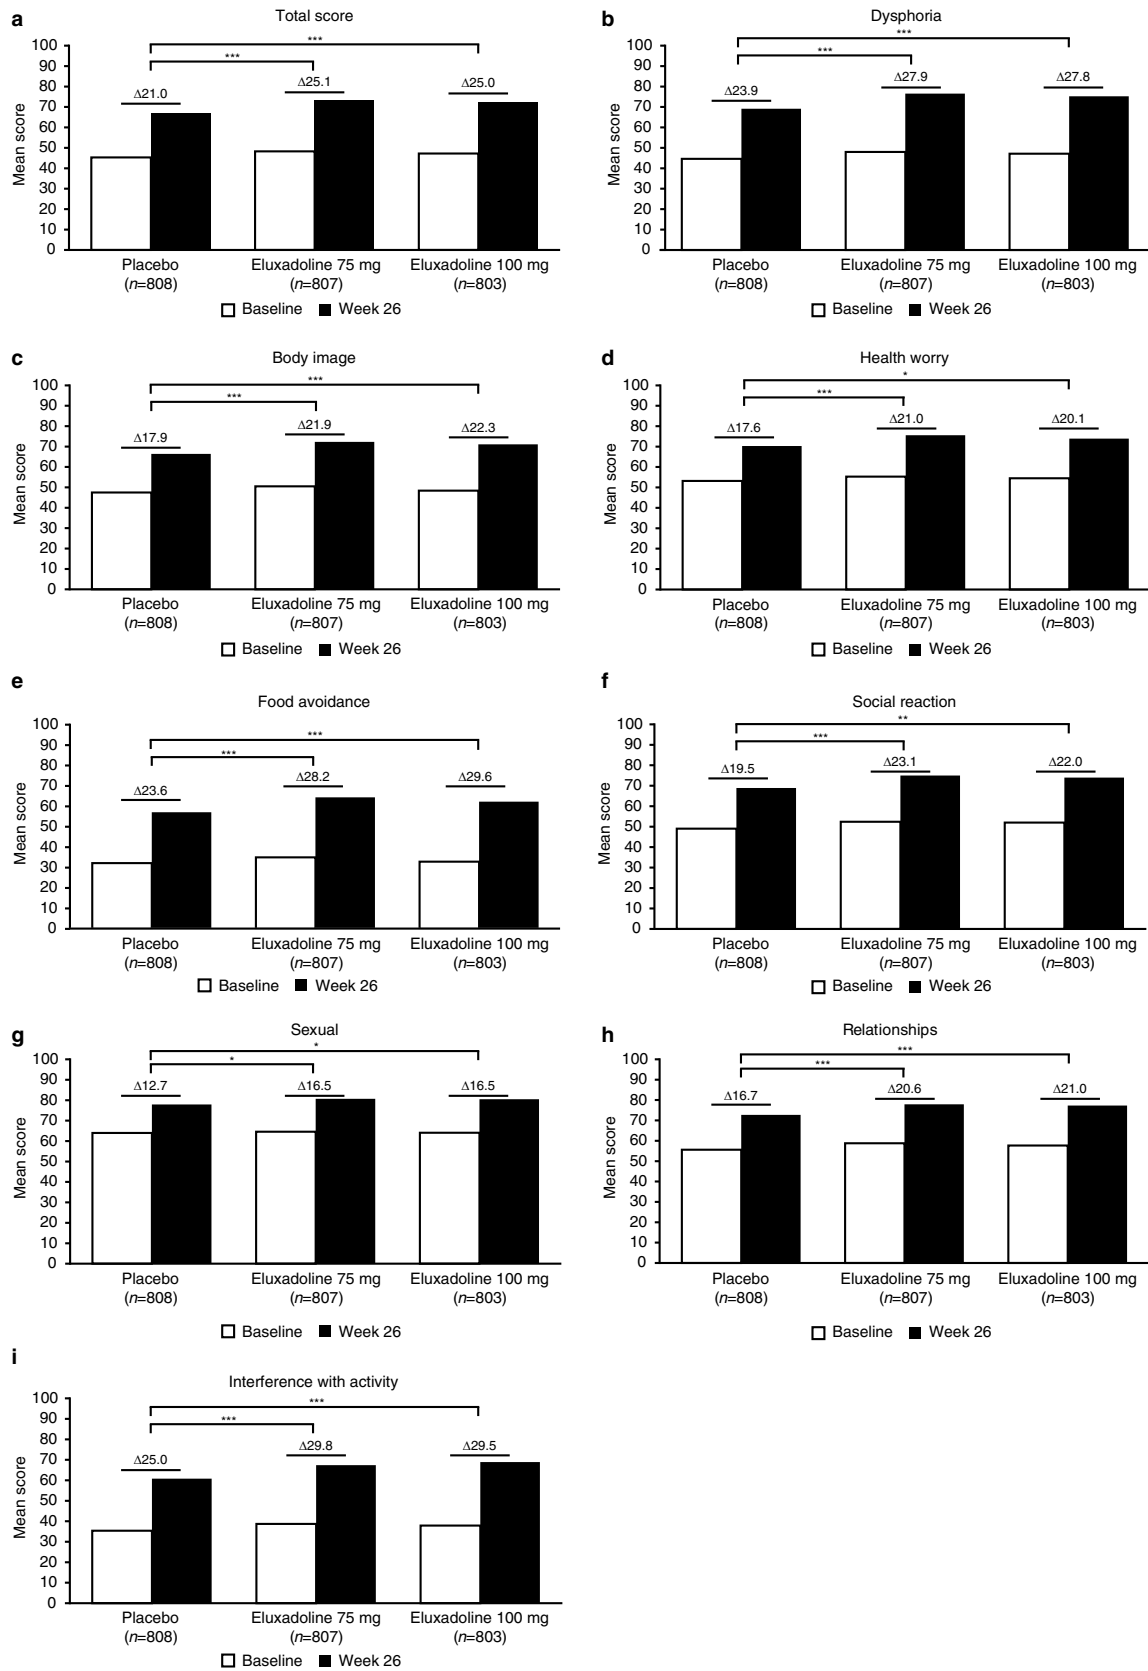 a
Total score
100
90
80
70
60
50
40
30
20
10
0
Mean score
***
***
Δ21.0
Δ25.1
Δ25.0
Placebo
(n=808)
Eluxadoline 75 mg
(n=807)
Eluxadoline 100 mg
(n=803)
Baseline
Week 26
b
Dysphoria
100
90
80
70
60
50
40
30
20
10
0
Mean score
***
***
Δ23.9
Δ27.9
Δ27.8
Placebo
(n=808)
Eluxadoline 75 mg
(n=807)
Eluxadoline 100 mg
(n=803)
Baseline
Week 26
c
Body image
100
90
80
70
60
50
40
30
20
10
0
Mean score
***
***
Δ17.9
Δ21.9
Δ22.3
Placebo
(n=808)
Eluxadoline 75 mg
(n=807)
Eluxadoline 100 mg
(n=803)
Baseline
Week 26
d
Health worry
100
90
80
70
60
50
40
30
20
10
0
Mean score
*
***
Δ17.6
Δ21.0
Δ20.1
Placebo
(n=808)
Eluxadoline 75 mg
(n=807)
Eluxadoline 100 mg
(n=803)
Baseline
Week 26
e
Food avoidance
100
90
80
70
60
50
40
30
20
10
0
Mean score
***
***
Δ23.6
Δ28.2
Δ29.6
Placebo
(n=808)
Eluxadoline 75 mg
(n=807)
Eluxadoline 100 mg
(n=803)
Baseline
Week 26
f
Social reaction
100
90
80
70
60
50
40
30
20
10
0
Mean score
**
***
Δ19.5
Δ23.1
Δ22.0
Placebo
(n=808)
Eluxadoline 75 mg
(n=807)
Eluxadoline 100 mg
(n=803)
Baseline
Week 26
g
Sexual
100
90
80
70
60
50
40
30
20
10
0
Mean score
*
*
Δ12.7
Δ16.5
Δ16.5
Placebo
(n=808)
Eluxadoline 75 mg
(n=807)
Eluxadoline 100 mg
(n=803)
Baseline
Week 26
h
Relationships
100
90
80
70
60
50
40
30
20
10
0
Mean score
***
***
Δ16.7
Δ20.6
Δ21.0
Placebo
(n=808)
Eluxadoline 75 mg
(n=807)
Eluxadoline 100 mg
(n=803)
Baseline
Week 26
i
Interference with activity
100
90
80
70
60
50
40
30
20
10
0
Mean score
***
***
Δ25.0
Δ29.8
Δ29.5
Placebo
(n=808)
Eluxadoline 75 mg
(n=807)
Eluxadoline 100 mg
(n=803)
Baseline
Week 26